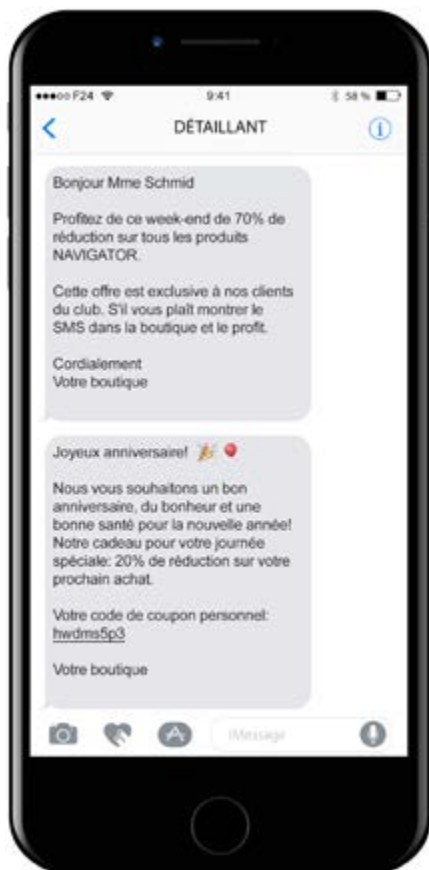 F24 9:41 58 %
DÉTAILLANT
Bonjour Mme Schmid
Profitez de ce week-end de 70% de
réduction sur tous les produits
NAVIGATOR.
Cette offre est exclusive à nos clients
du club. S'il vous plaît montrer le
SMS dans la boutique et le profit.
Cordialement
Votre boutique
Joyeux anniversaire! 🎉 🎈
Nous vous souhaitons un bon
anniversaire, du bonheur et une
bonne santé pour la nouvelle année!
Notre cadeau pour votre journée
spéciale: 20% de réduction sur votre
prochain achat.
Votre code de coupon personnel:
hwdms5p3
Votre boutique
iMessage